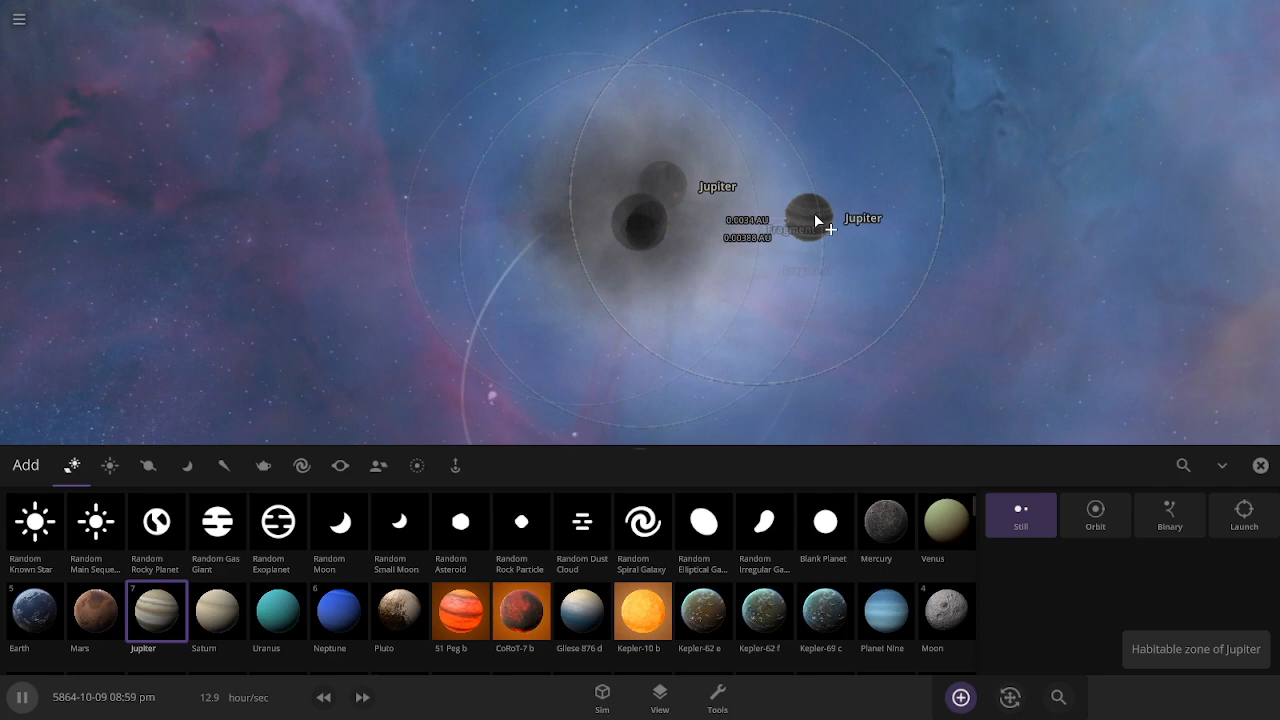 Jupiter
0.0034 AU
Jupiter
Fragment
0.00388 AU
Add
Random Known Star
Random Main Seque...
Random Rocky Planet
Random Gas Giant
Random Exoplanet
Random Moon
Random Small Moon
Random Asteroid
Random Rock Particle
Random Dust Cloud
Random Spiral Galaxy
Random Elliptical Ga...
Random Irregular Ga...
Blank Planet
Mercury
Venus
Still
Orbit
Binary
Launch
5
7
6
4
Earth
Mars
Jupiter
Saturn
Uranus
Neptune
Pluto
51 Peg b
CoRoT-7 b
Gliese 876 d
Kepler-10 b
Kepler-62 e
Kepler-62 f
Kepler-69 c
Planet Nine
Moon
Habitable zone of Jupiter
5864-10-09 08:59 pm
12.9 hour/sec
Sim
View
Tools